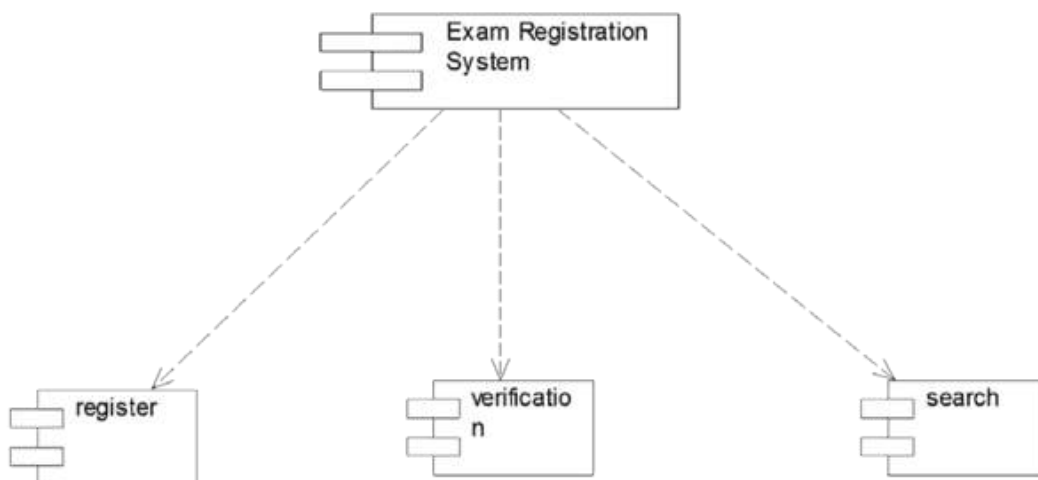 Exam Registration
System
register
verificatio
n
search